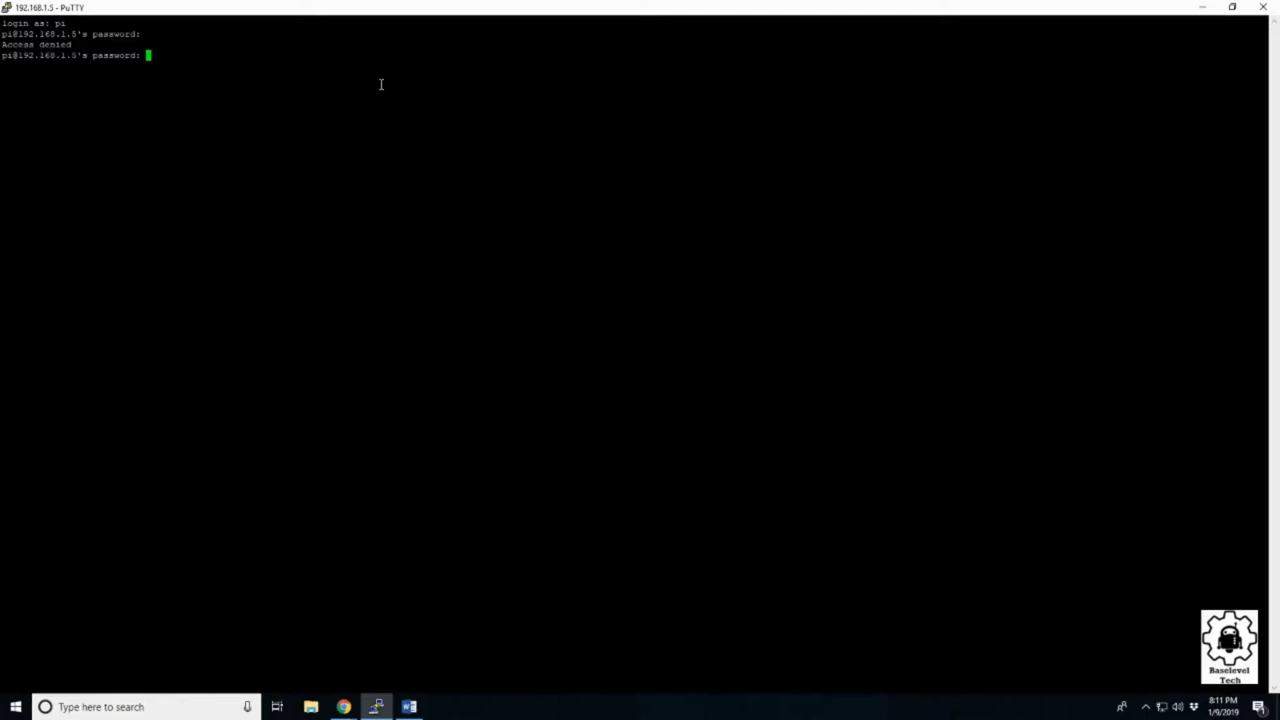 192.168.1.5 - PuTTY
login as: pi
pi@192.168.1.5's password:
Access denied
pi@192.168.1.5's password:
Baselevel
Tech
Type here to search
8:11 PM
1/9/2019
1